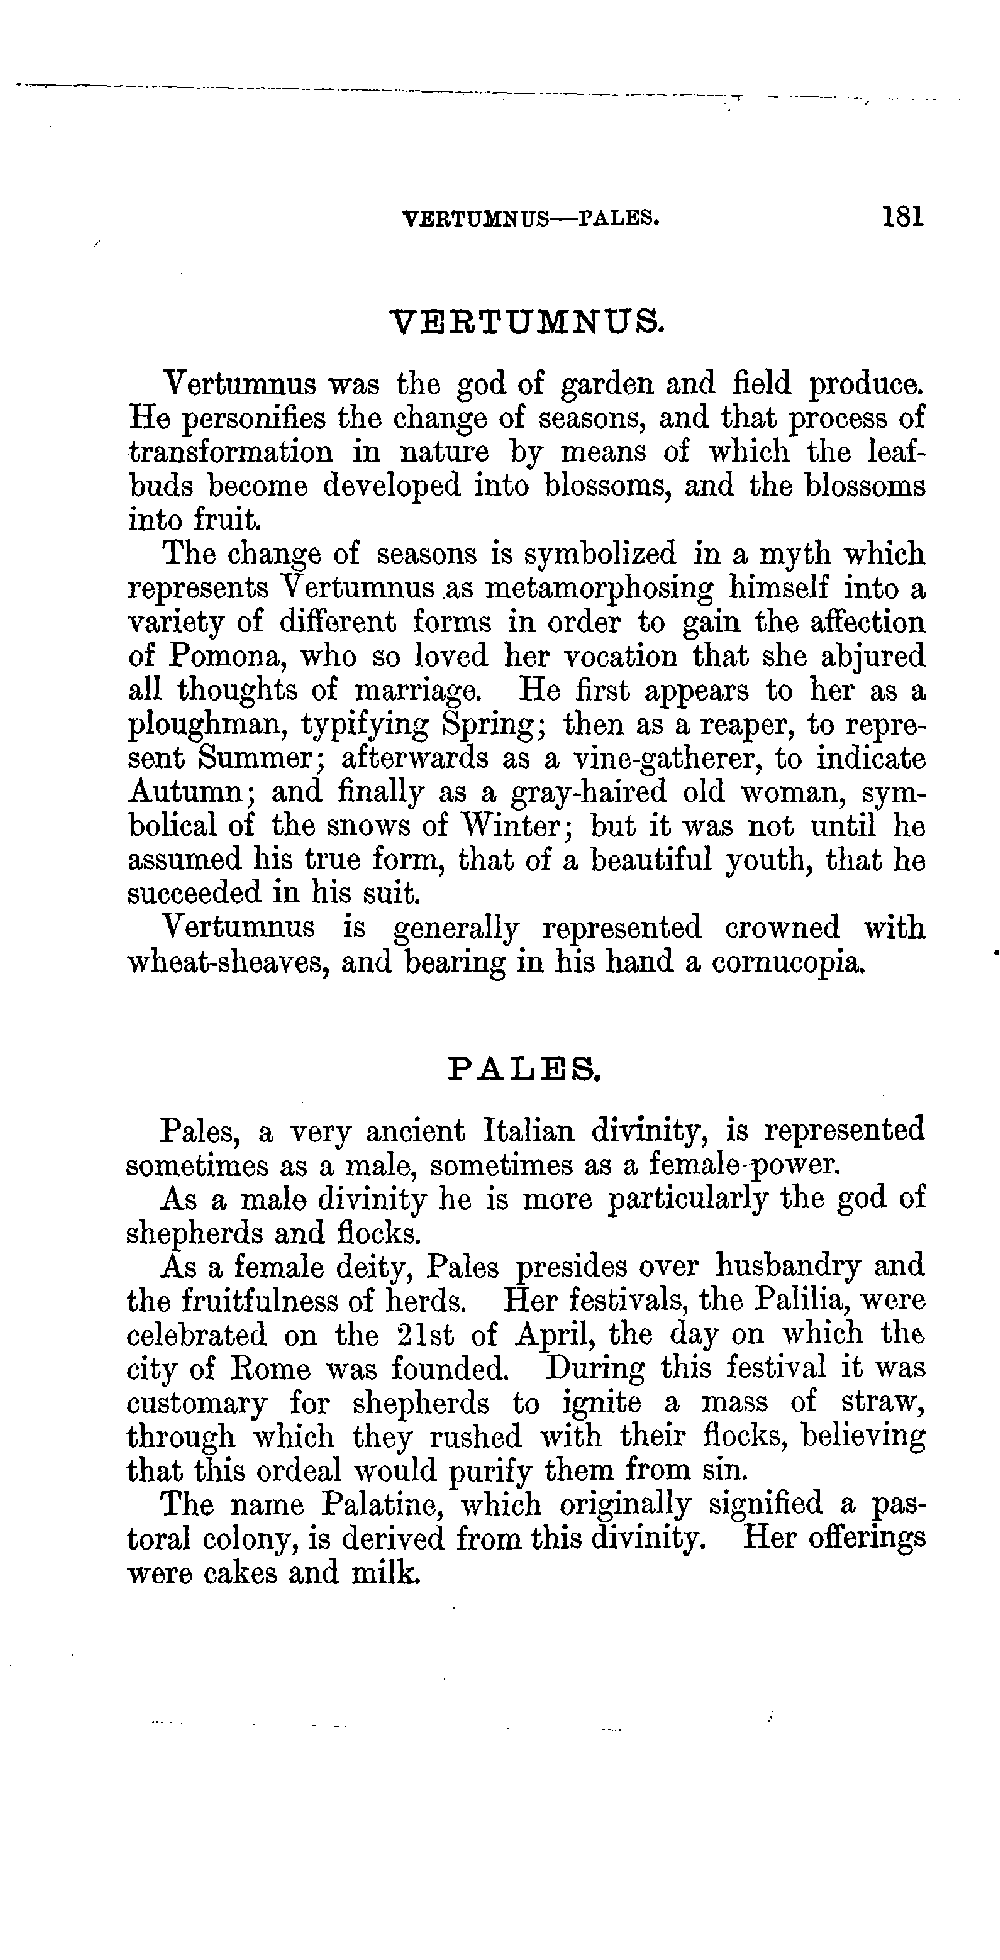 VERTUMNUS—PALES. 181
VERTUMNUS.
Vertumnus was the god of garden and field produce.
He personifies the change of seasons, and that process of
transformation in nature by means of which the leaf-
buds become developed into blossoms, and the blossoms
into fruit.
The change of seasons is symbolized in a myth which
represents Vertumnus as metamorphosing himself into a
variety of different forms in order to gain the affection
of Pomona, who so loved her vocation that she abjured
all thoughts of marriage. He first appears to her as a
ploughman, typifying Spring; then as a reaper, to repre-
sent Summer; afterwards as a vine-gatherer, to indicate
Autumn; and finally as a gray-haired old woman, sym-
bolical of the snows of Winter; but it was not until he
assumed his true form, that of a beautiful youth, that he
succeeded in his suit.
Vertumnus is generally represented crowned with
wheat-sheaves, and bearing in his hand a cornucopia.
PALES.
Pales, a very ancient Italian divinity, is represented
sometimes as a male, sometimes as a female power.
As a male divinity he is more particularly the god of
shepherds and flocks.
As a female deity, Pales presides over husbandry and
the fruitfulness of herds. Her festivals, the Palilia, were
celebrated on the 21st of April, the day on which the
city of Rome was founded. During this festival it was
customary for shepherds to ignite a mass of straw,
through which they rushed with their flocks, believing
that this ordeal would purify them from sin.
The name Palatine, which originally signified a pas-
toral colony, is derived from this divinity. Her offerings
were cakes and milk.